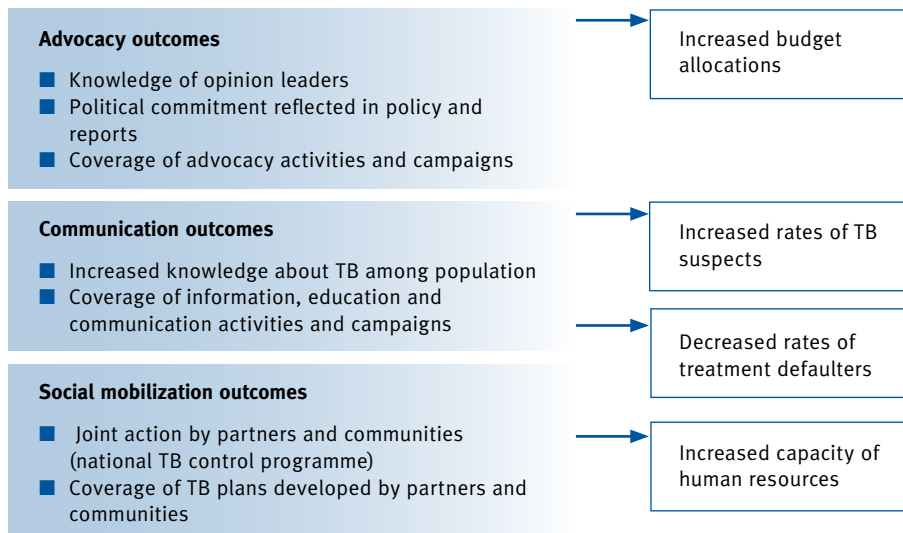 Advocacy outcomes
■ Knowledge of opinion leaders
■ Political commitment reflected in policy and
reports
■ Coverage of advocacy activities and campaigns
Increased budget
allocations
Communication outcomes
■ Increased knowledge about TB among population
■ Coverage of information, education and
communication activities and campaigns
Increased rates of TB
suspects
Decreased rates of
treatment defaulters
Social mobilization outcomes
■ Joint action by partners and communities
(national TB control programme)
■ Coverage of TB plans developed by partners and
communities
Increased capacity of
human resources